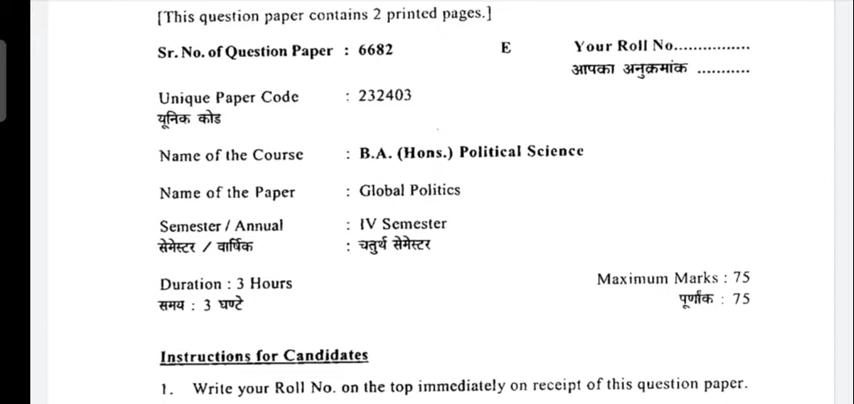 [This question paper contains 2 printed pages.]
Sr. No. of Question Paper : 6682 E Your Roll No................
आपका अनुक्रमांक ...........
Unique Paper Code : 232403
यूनिक कोड
Name of the Course : B.A. (Hons.) Political Science
Name of the Paper : Global Politics
Semester / Annual : IV Semester
सेमेस्टर / वार्षिक : चतुर्थ सेमेस्टर
Duration : 3 Hours Maximum Marks : 75
समय : 3 घण्टे पूर्णांक : 75
Instructions for Candidates
1. Write your Roll No. on the top immediately on receipt of this question paper.